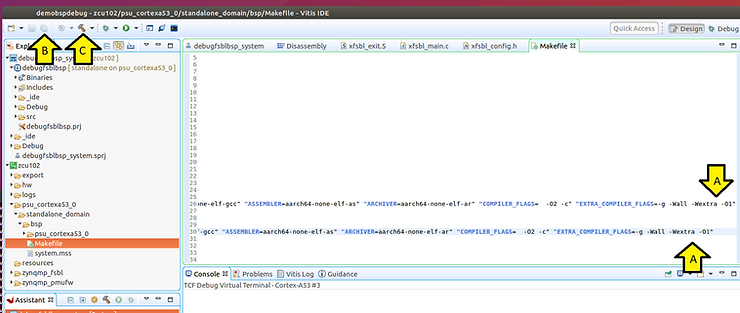 demobspdebug - zcu102/psu_cortexa53_0/standalone_domain/bsp/Makefile - Vitis IDE
B
C
Quick Access
Design
Debug
debugfsblbsp_system
Disassembly
xfsbl_exit.S
xfsbl_main.c
xfsbl_config.h
Makefile
debugfsblbsp [ standalone on psu_cortexa53_0 ]
Binaries
Includes
_ide
Debug
src
debugfsblbsp.prj
_ide
Debug
debugfsblbsp_system.sprj
zcu102
export
hw
logs
psu_cortexa53_0
standalone_domain
bsp
psu_cortexa53_0
Makefile
system.mss
resources
zynqmp_fsbl
zynqmp_pmufw
Assistant
5
6
7
8
9
10
11
12
13
14
15
16
17
18
19
20
21
22
23
24
25
A
26 one-elf-gcc" "ASSEMBLER=aarch64-none-elf-as" "ARCHIVER=aarch64-none-elf-ar" "COMPILER_FLAGS= -O2 -c" "EXTRA_COMPILER_FLAGS=-g -Wall -Wextra -O1"
27
28
29
30 -gcc" "ASSEMBLER=aarch64-none-elf-as" "ARCHIVER=aarch64-none-elf-ar" "COMPILER_FLAGS= -O2 -c" "EXTRA_COMPILER_FLAGS=-g -Wall -Wextra -O1"
31
32
33
34
A
Console
Problems
Vitis Log
Guidance
TCF Debug Virtual Terminal - Cortex-A53 #3